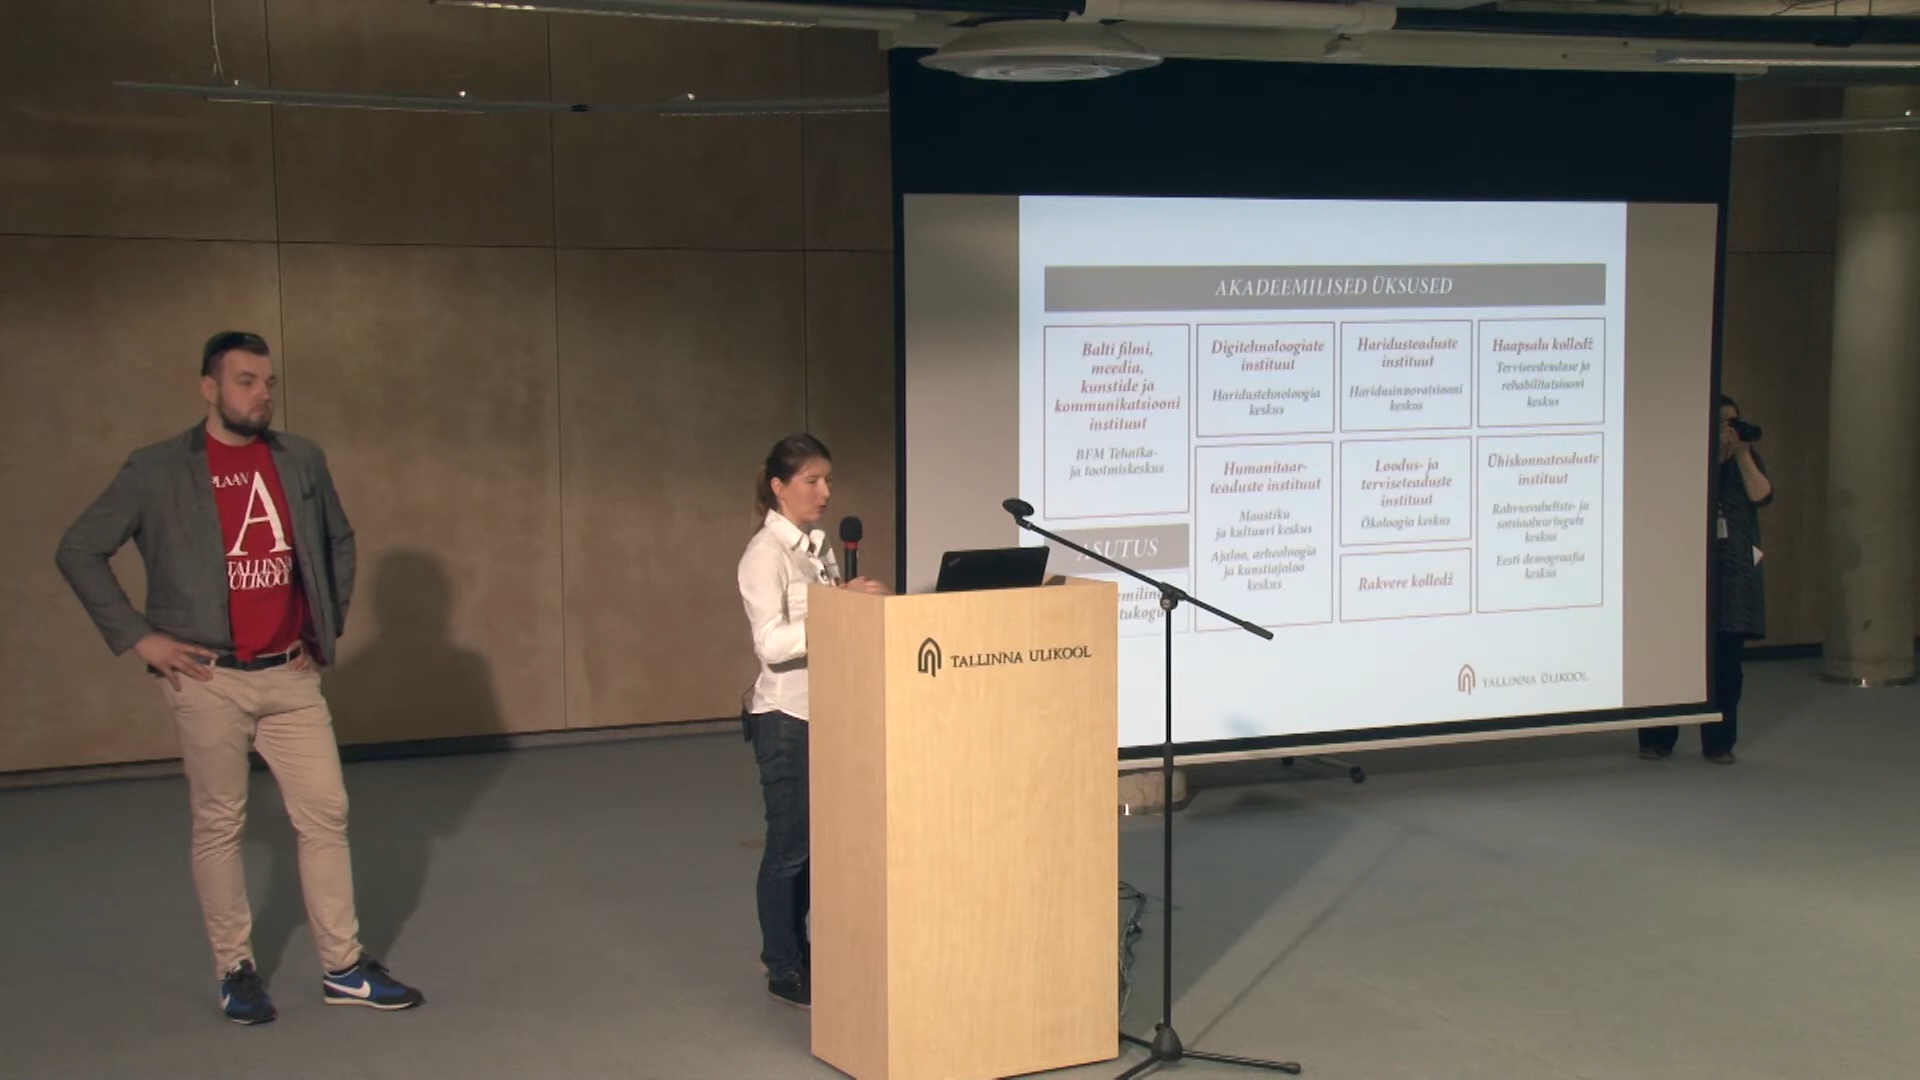 AKADEEMILISED ÜKSUSED
Balti filmi,
meedia,
kunstide ja
kommunikatsiooni
instituut
BFM Tehnika-
ja tootmiskeskus
Digitehnoloogiate
instituut
Haridustehnoloogia
keskus
Haridusteaduste
instituut
Haridusinnovatsiooni
keskus
Haapsalu kolledž
Terviseedenduse ja
rehabilitatsiooni
keskus
Humanitaar-
teaduste instituut
Maastiku
ja kultuuri keskus
Ajaloo, arheoloogia
ja kunstiajaloo
keskus
Loodus- ja
terviseteaduste
instituut
Ökoloogia keskus
Rakvere kolledž
Ühiskonnateaduste
instituut
Rahvusvaheliste- ja
sotsiaaluuringute
keskus
Eesti demograafia
keskus
ASUTUS
TALLINNA ÜLIKOOL
TALLINNA ÜLIKOOL
PLAAN
A
TALLINNA
ÜLIKOOL